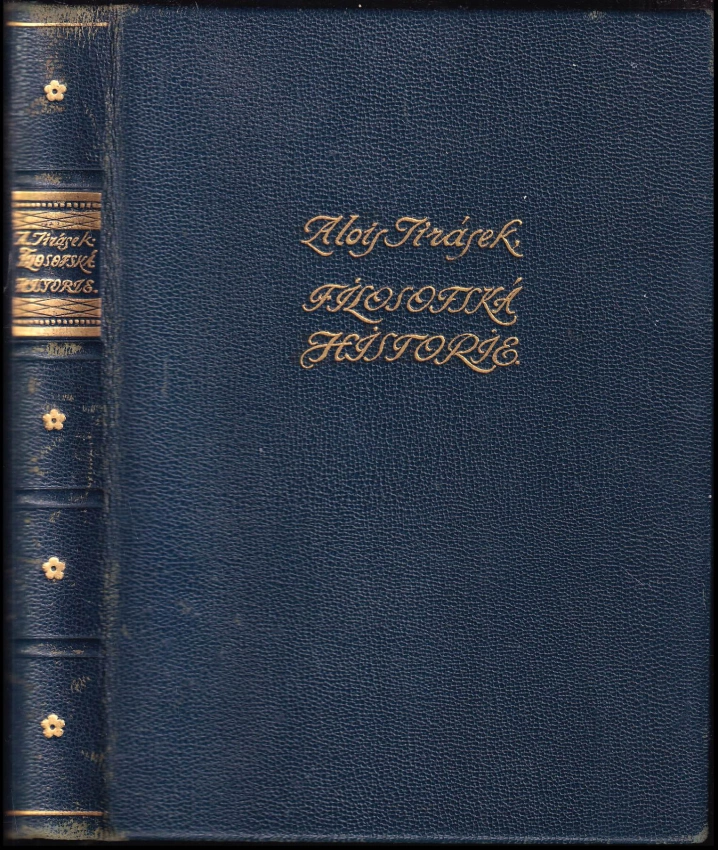 A. Jirásek.
FILOSOFSKÁ
HISTORIE.
Alois Jirásek.
FILOSOFSKÁ
HISTORIE.